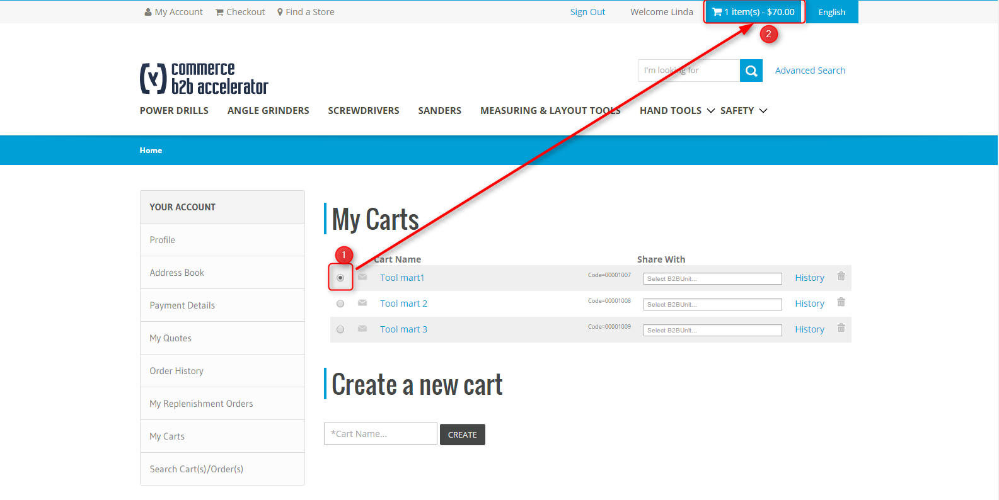 My Account Checkout Find a Store Sign Out Welcome Linda 1 item(s) - $70.00 English
2
commerce
b2b accelerator
I'm looking for Advanced Search
POWER DRILLS ANGLE GRINDERS SCREWDRIVERS SANDERS MEASURING & LAYOUT TOOLS HAND TOOLS SAFETY
Home
YOUR ACCOUNT
Profile
Address Book
Payment Details
My Quotes
Order History
My Replenishment Orders
My Carts
Search Cart(s)/Order(s)
My Carts
1
Cart Name Share With
Tool mart1 Code=00001007 Select B2BUnit... History
Tool mart 2 Code=00001008 Select B2BUnit... History
Tool mart 3 Code=00001009 Select B2BUnit... History
Create a new cart
*Cart Name... CREATE